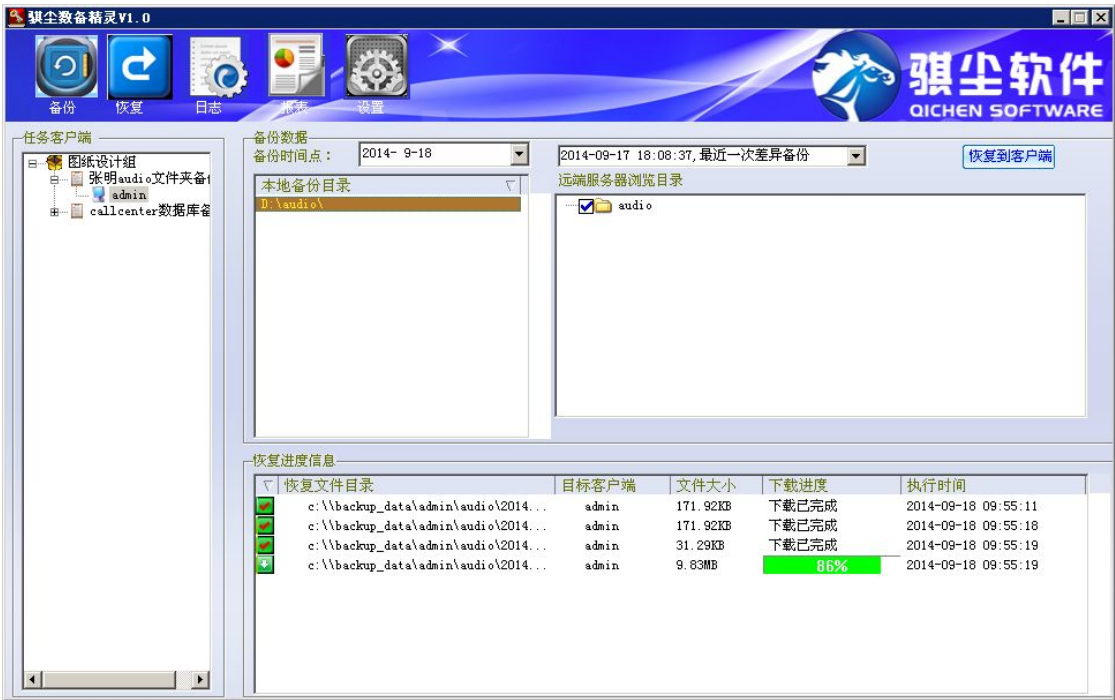 骐尘数备精灵V1.0
备份
恢复
日志
报表
设置
骐尘软件
QICHEN SOFTWARE
任务客户端
图纸设计组
张明audio文件夹备
admin
callcenter数据库备
备份数据
备份时间点：
2014- 9-18
2014-09-17 18:08:37,最近一次差异备份
恢复到客户端
本地备份目录
D:\audio\
远端服务器浏览目录
audio
恢复进度信息
恢复文件目录 目标客户端 文件大小 下载进度 执行时间
c:\\backup_data\admin\audio\2014... admin 171.92KB 下载已完成 2014-09-18 09:55:11
c:\\backup_data\admin\audio\2014... admin 171.92KB 下载已完成 2014-09-18 09:55:18
c:\\backup_data\admin\audio\2014... admin 31.29KB 下载已完成 2014-09-18 09:55:19
c:\\backup_data\admin\audio\2014... admin 9.83MB 86% 2014-09-18 09:55:19